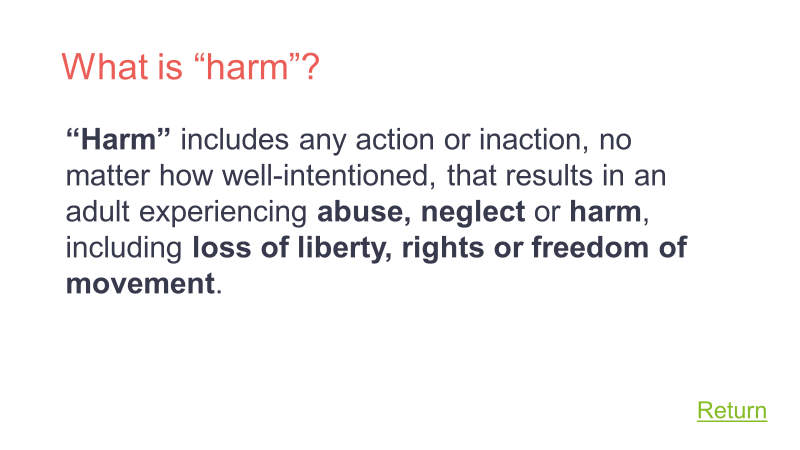 What is “harm”?
“Harm” includes any action or inaction, no
matter how well-intentioned, that results in an
adult experiencing abuse, neglect or harm,
including loss of liberty, rights or freedom of
movement.
Return